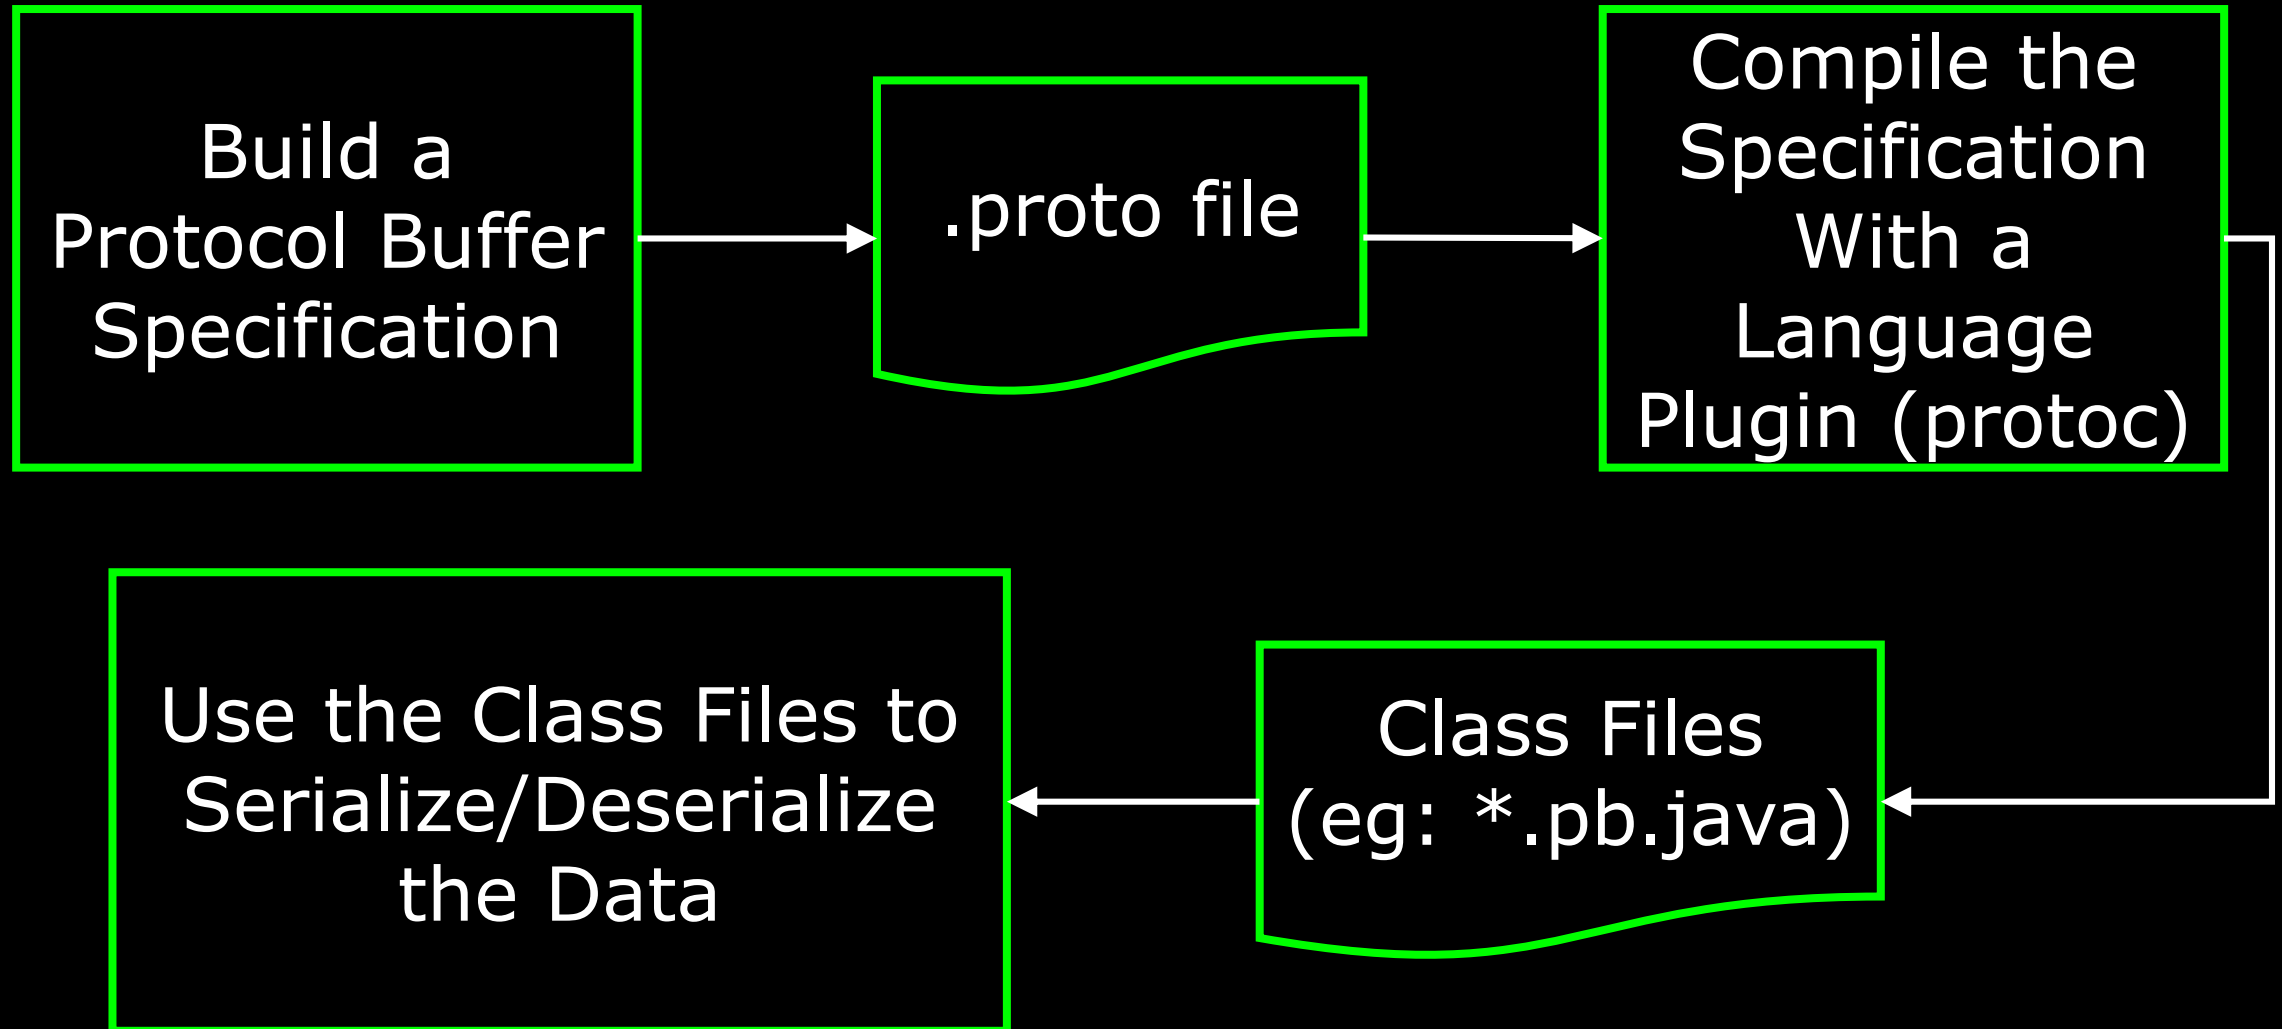 Build a
Protocol Buffer
Specification
.proto file
Compile the
Specification
With a
Language
Plugin (protoc)
Use the Class Files to
Serialize/Deserialize
the Data
Class Files
(eg: *.pb.java)